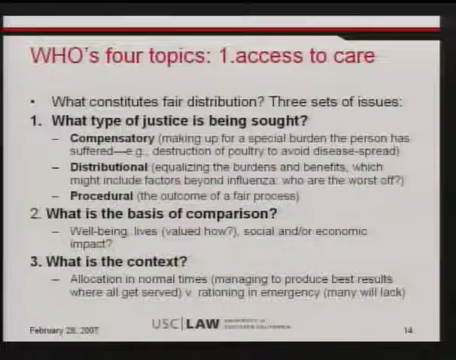 WHO's four topics: 1.access to care
• What constitutes fair distribution? Three sets of issues:
1. What type of justice is being sought?
– Compensatory (making up for a special burden the person has
suffered—e.g., destruction of poultry to avoid disease-spread)
– Distributional (equalizing the burdens and benefits, which
might include factors beyond influenza: who are the worst off?)
– Procedural (the outcome of a fair process)
2. What is the basis of comparison?
– Well-being, lives (valued how?), social and/or economic
impact?
3. What is the context?
– Allocation in normal times (managing to produce best results
where all get served) v. rationing in emergency (many will lack)
February 28, 2007
USC|LAW
14